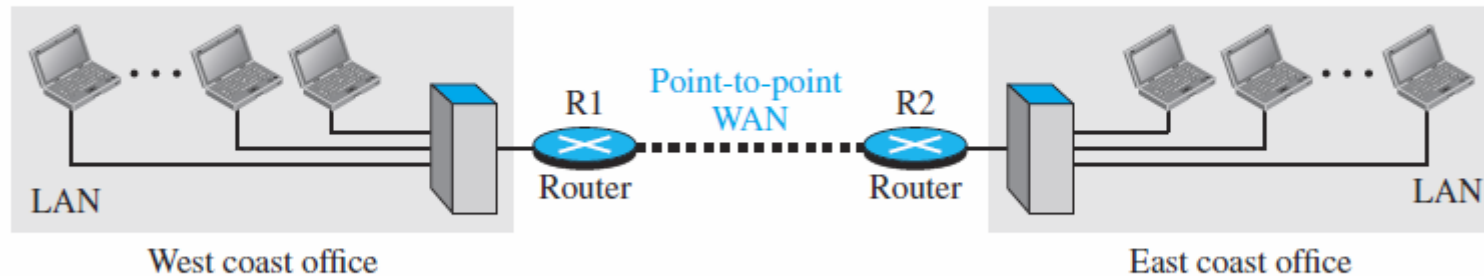 LAN
West coast office
R1
Router
Point-to-point
WAN
R2
Router
LAN
East coast office